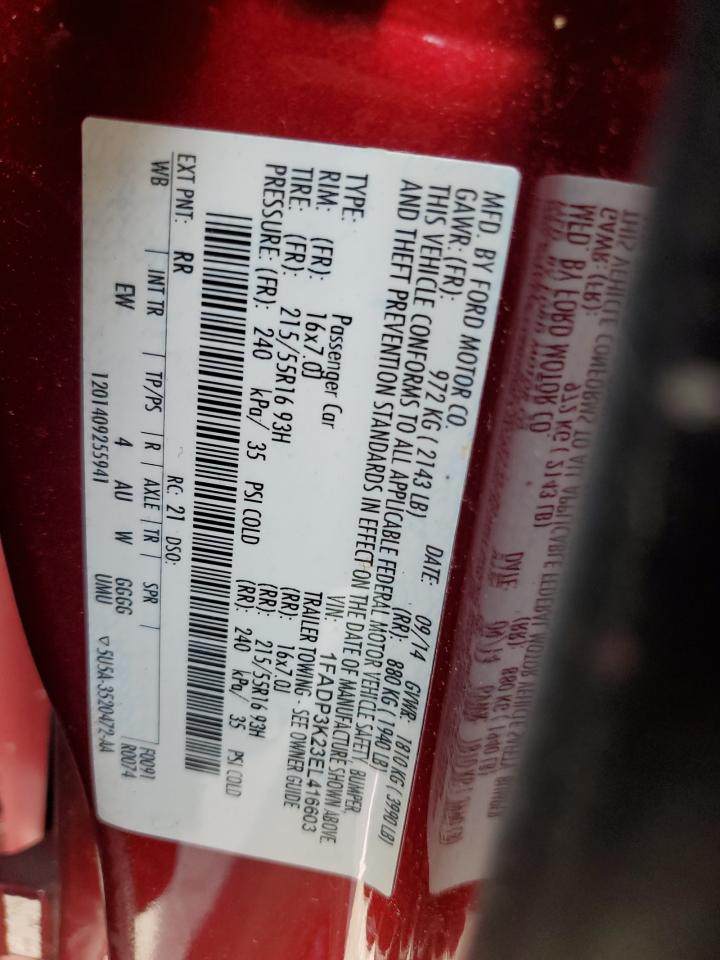 MFD. BY FORD MOTOR CO.
DATE: 09/14 GVWR: 1810 KG ( 3990 LB)
GAWR: (FR): 972 KG ( 2143 LB) (RR): 880 KG ( 1940 LB)
THIS VEHICLE CONFORMS TO ALL APPLICABLE FEDERAL MOTOR VEHICLE SAFETY, BUMPER,
AND THEFT PREVENTION STANDARDS IN EFFECT ON THE DATE OF MANUFACTURE SHOWN ABOVE.
VIN: 1FADP3K23EL416603
TYPE: Passenger Car TRAILER TOWING - SEE OWNER GUIDE
RIM: (FR): 16x7.0J (RR): 16x7.0J
TIRE: (FR): 215/55R16 93H (RR): 215/55R16 93H
PRESSURE: (FR): 240 kPa/ 35 PSI COLD (RR): 240 kPa/ 35 PSI COLD
EXT PNT: RR RC: 21 DSO: F0091
WB INT TR TP/PS R AXLE TR SPR R0074
EW 4 AU W GGGG
1201409255941 UMU ▽ 5U5A-3520472-AA